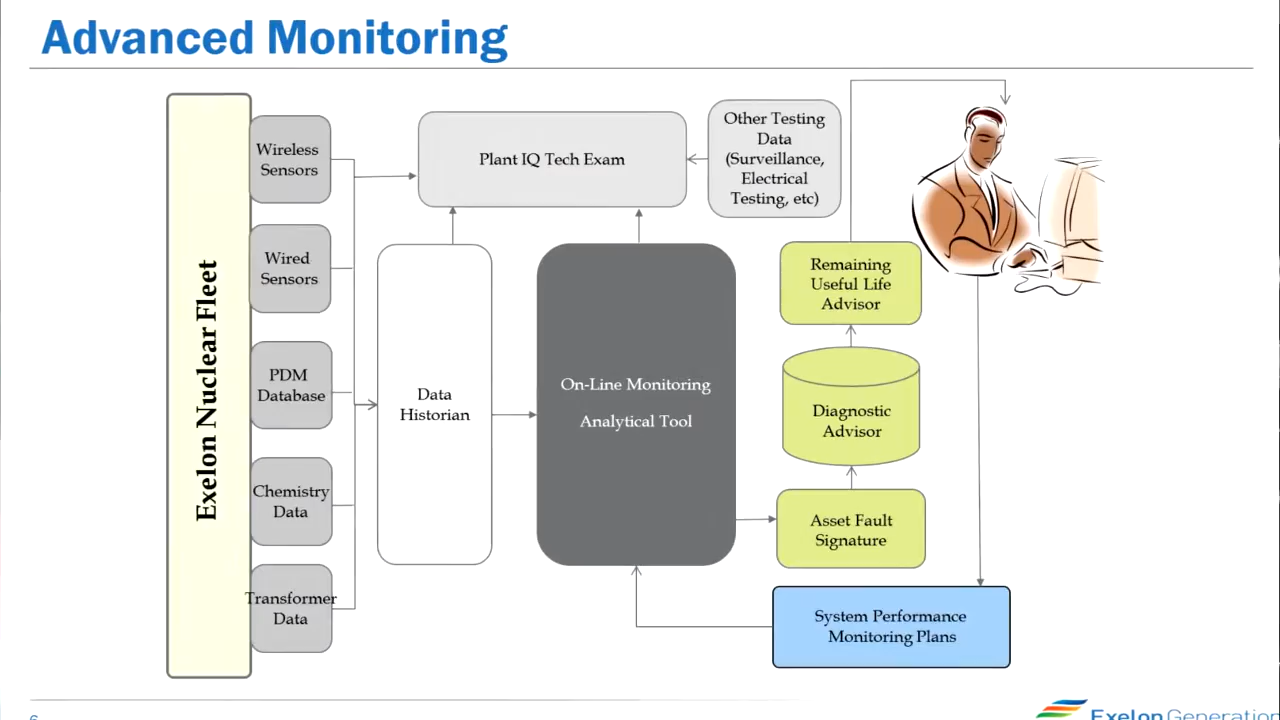 Advanced Monitoring
Exelon Nuclear Fleet
Wireless
Sensors
Wired
Sensors
PDM
Database
Chemistry
Data
Transformer
Data
Plant IQ Tech Exam
Other Testing
Data
(Surveillance,
Electrical
Testing, etc)
Data
Historian
On-Line Monitoring
Analytical Tool
Remaining
Useful Life
Advisor
Diagnostic
Advisor
Asset Fault
Signature
System Performance
Monitoring Plans
6
Exelon Generation